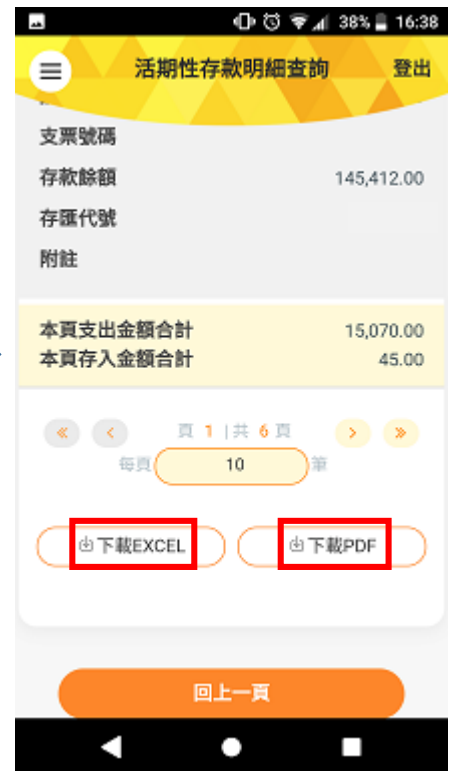 38% 16:38
活期性存款明細查詢 登出
支票號碼
存款餘額 145,412.00
存匯代號
附註
本頁支出金額合計 15,070.00
本頁存入金額合計 45.00
« < 頁 1 | 共 6 頁 > »
每頁 10 筆
下載EXCEL 下載PDF
回上一頁